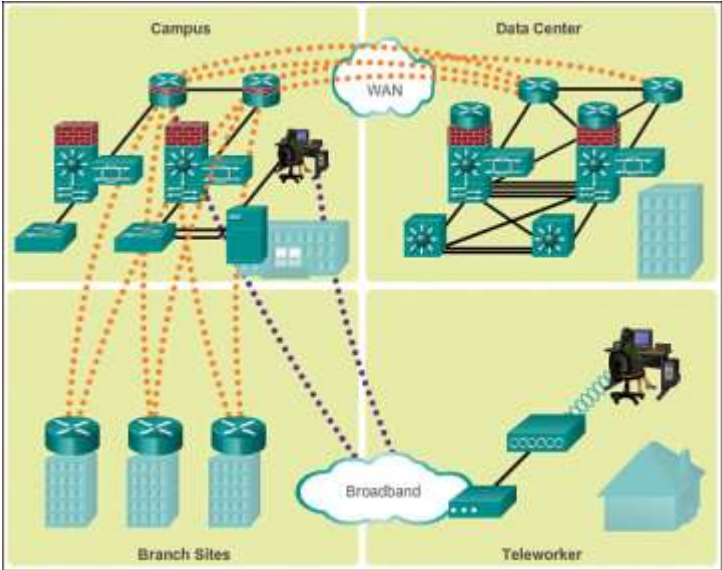 Campus
Data Center
WAN
Broadband
Branch Sites
Teleworker